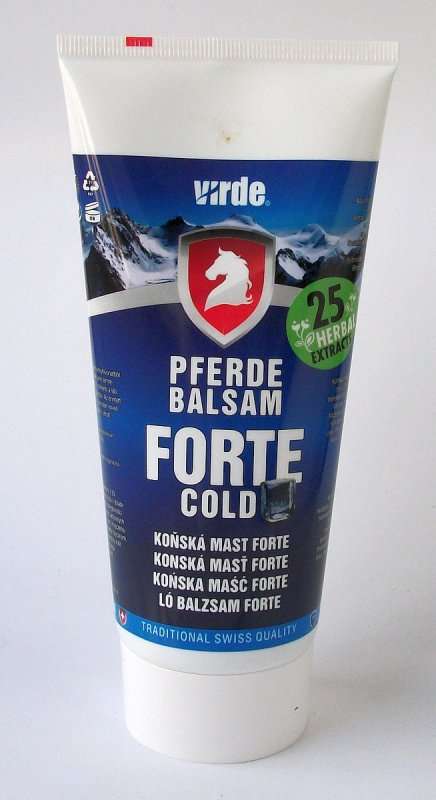 virde®
25
HERBAL
EXTRACTS
PFERDE
BALSAM
FORTE
COLD
KOŇSKÁ MAST FORTE
KONSKÁ MASŤ FORTE
KOŃSKA MAŚĆ FORTE
LÓ BALZSAM FORTE
TRADITIONAL SWISS QUALITY